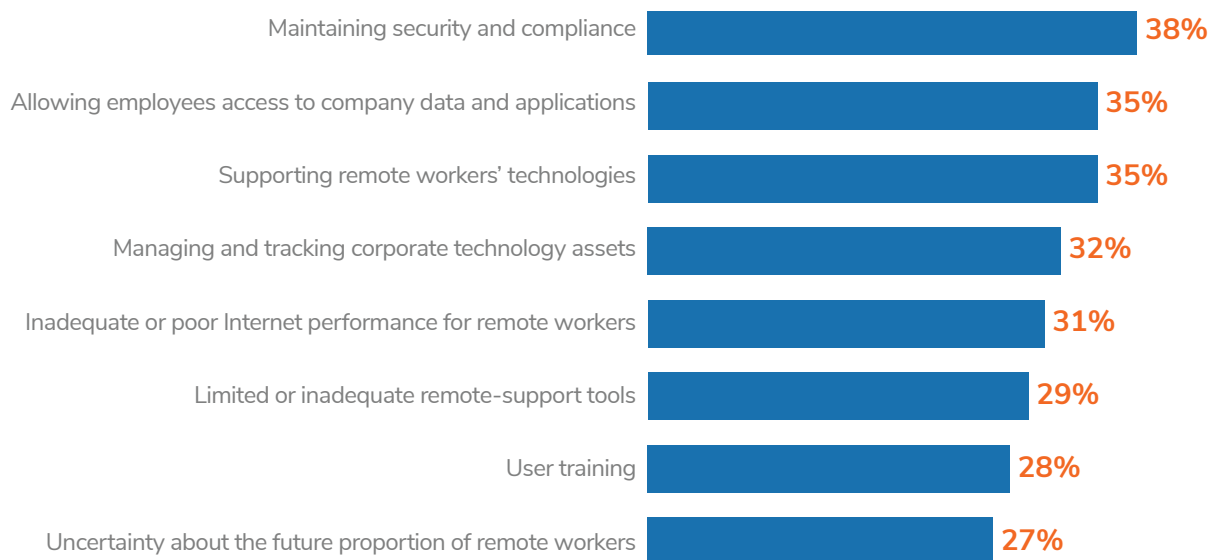 Maintaining security and compliance 38%
Allowing employees access to company data and applications 35%
Supporting remote workers’ technologies 35%
Managing and tracking corporate technology assets 32%
Inadequate or poor Internet performance for remote workers 31%
Limited or inadequate remote-support tools 29%
User training 28%
Uncertainty about the future proportion of remote workers 27%